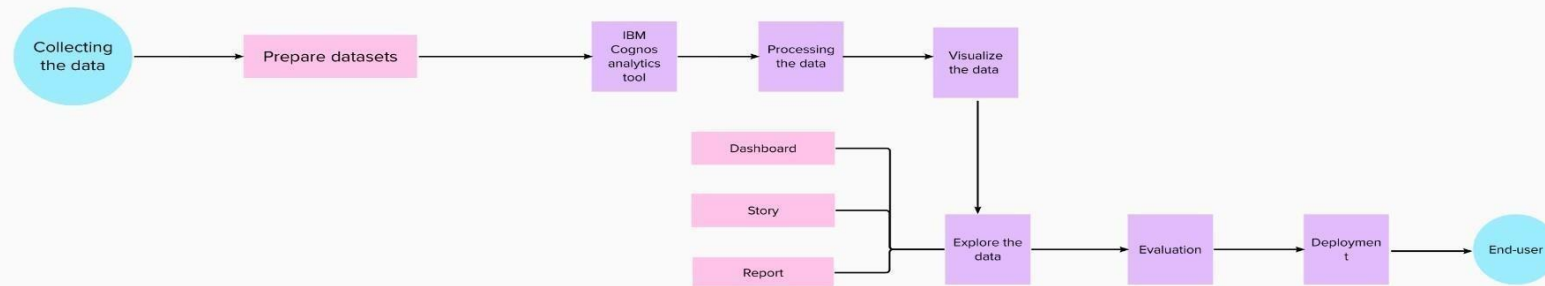 Collecting
the data
Prepare datasets
IBM
Cognos
analytics
tool
Processing
the data
Visualize
the data
Dashboard
Story
Report
Explore the
data
Evaluation
Deploymen
t
End-user